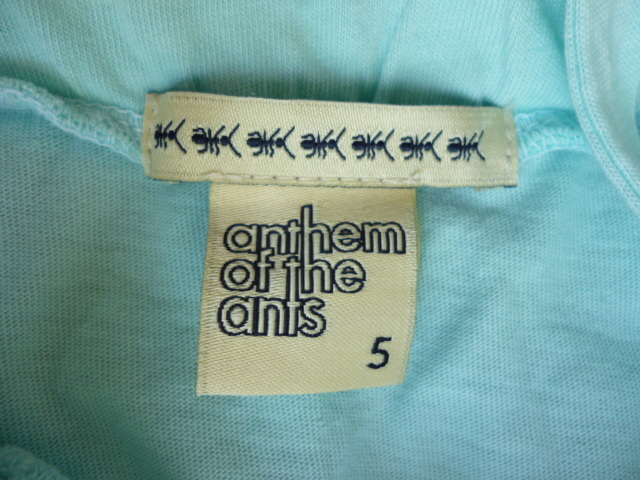 anthem
of the
ants
5